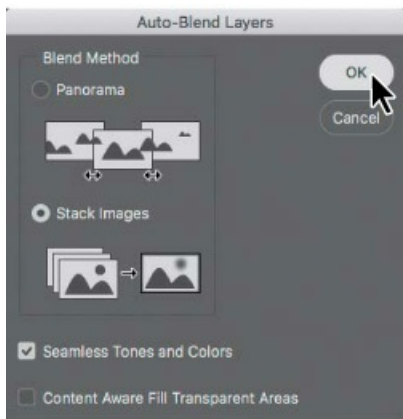 Auto-Blend Layers
Blend Method
Panorama
Stack Images
Seamless Tones and Colors
Content Aware Fill Transparent Areas
OK
Cancel